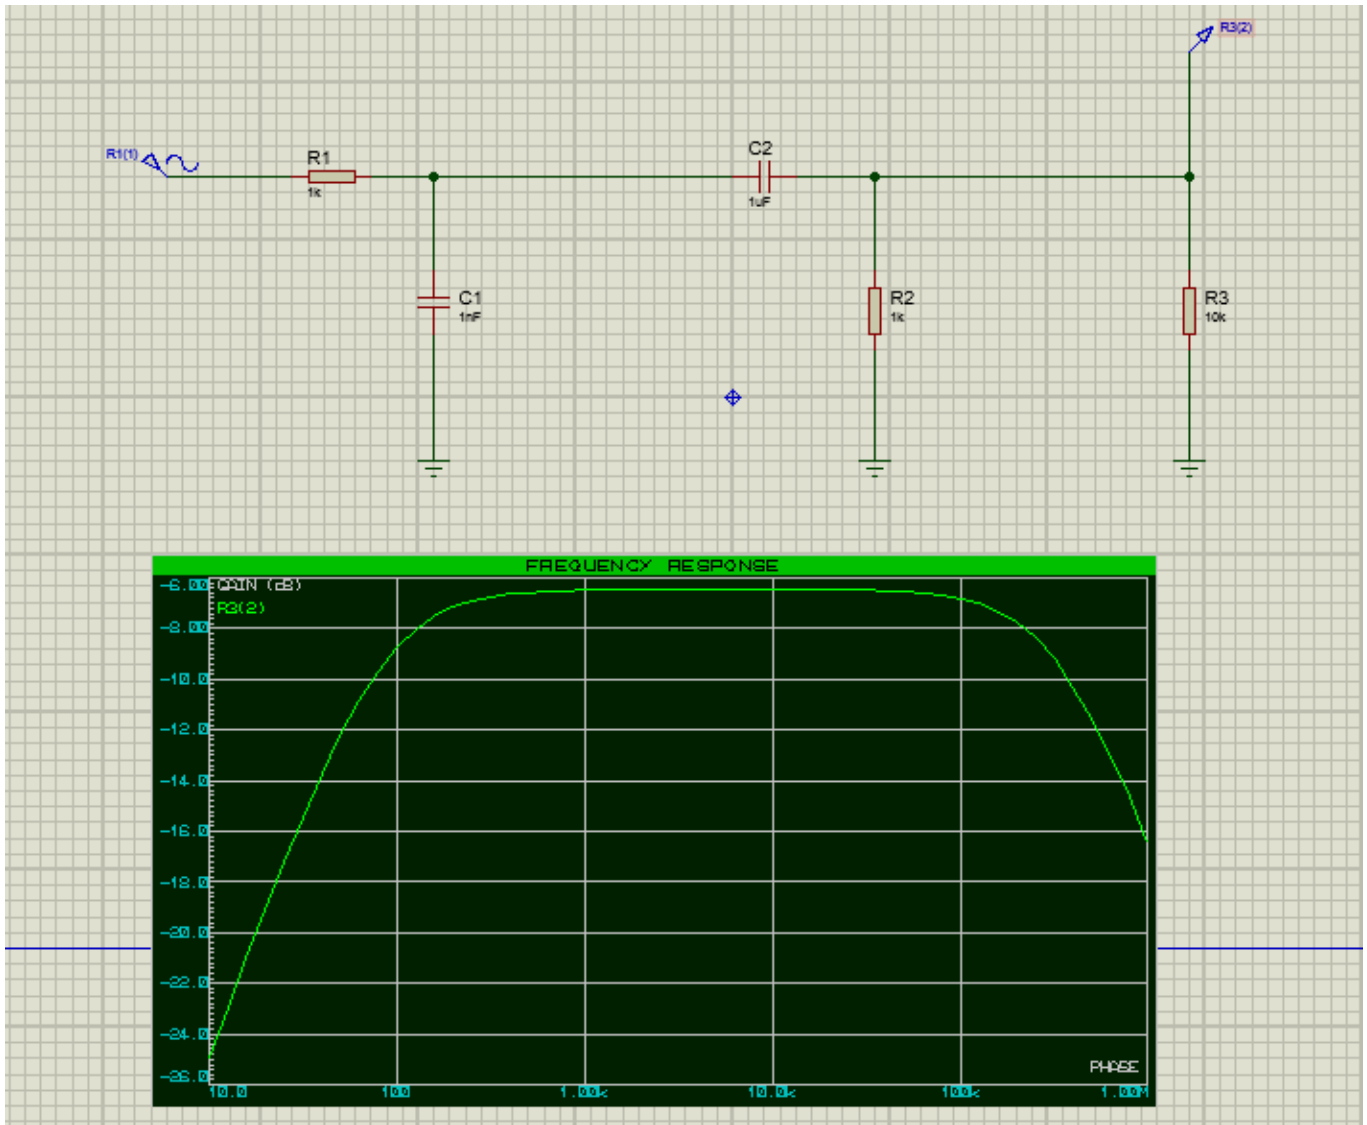 R3(2)
R1(1)
R1
1k
C2
1uF
C1
1nF
R2
1k
R3
10k
FREQUENCY RESPONSE
GAIN (dB)
R3(2)
-6.00
-8.00
-10.0
-12.0
-14.0
-16.0
-18.0
-20.0
-22.0
-24.0
-26.0
PHASE
10.0 100 1.00k 10.0k 100k 1.00M